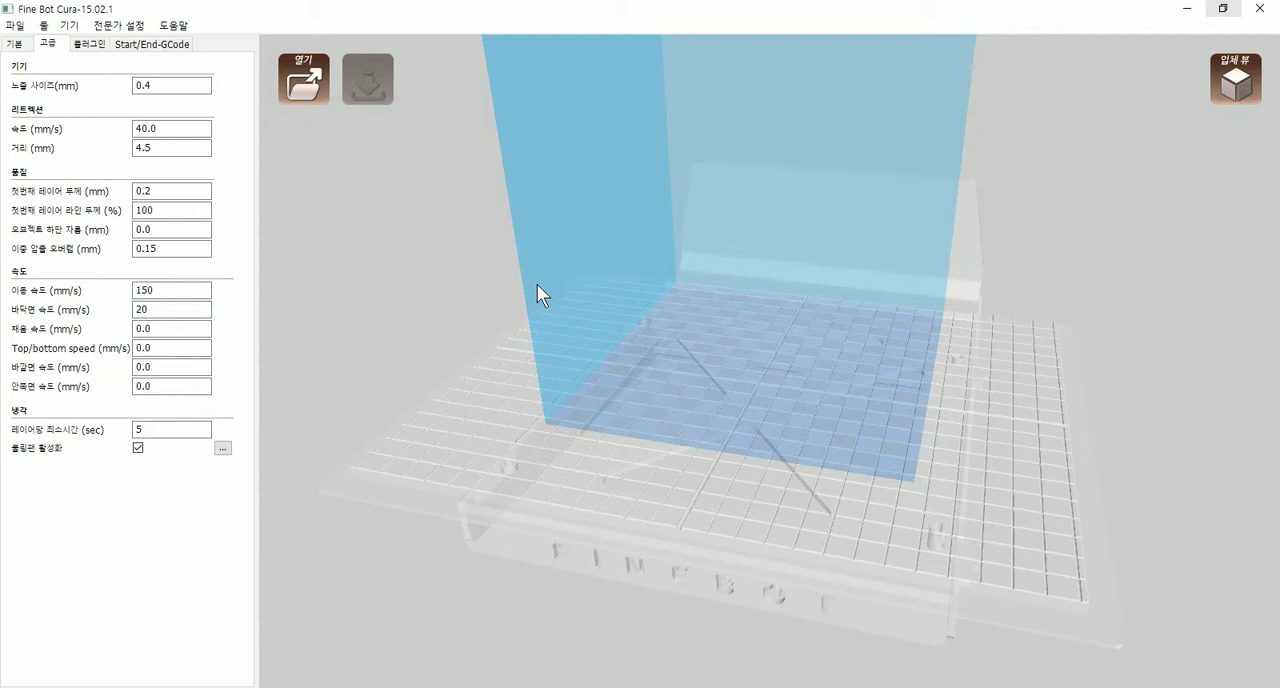 Fine Bot Cura-15.02.1
파일 툴 기기 전문가 설정 도움말
기본 고급 플러그인 Start/End-GCode
열기
입체 뷰
기기
노즐 사이즈(mm) 0.4
리트렉션
속도 (mm/s) 40.0
거리 (mm) 4.5
품질
첫번째 레이어 두께 (mm) 0.2
첫번째 레이어 라인 두께 (%) 100
오브젝트 하단 자름 (mm) 0.0
이중 압출 오버랩 (mm) 0.15
속도
이동 속도 (mm/s) 150
바닥면 속도 (mm/s) 20
채움 속도 (mm/s) 0.0
Top/bottom speed (mm/s) 0.0
바깥면 속도 (mm/s) 0.0
안쪽면 속도 (mm/s) 0.0
냉각
레이어당 최소시간 (sec) 5
쿨링팬 활성화 ...
FINEBOT